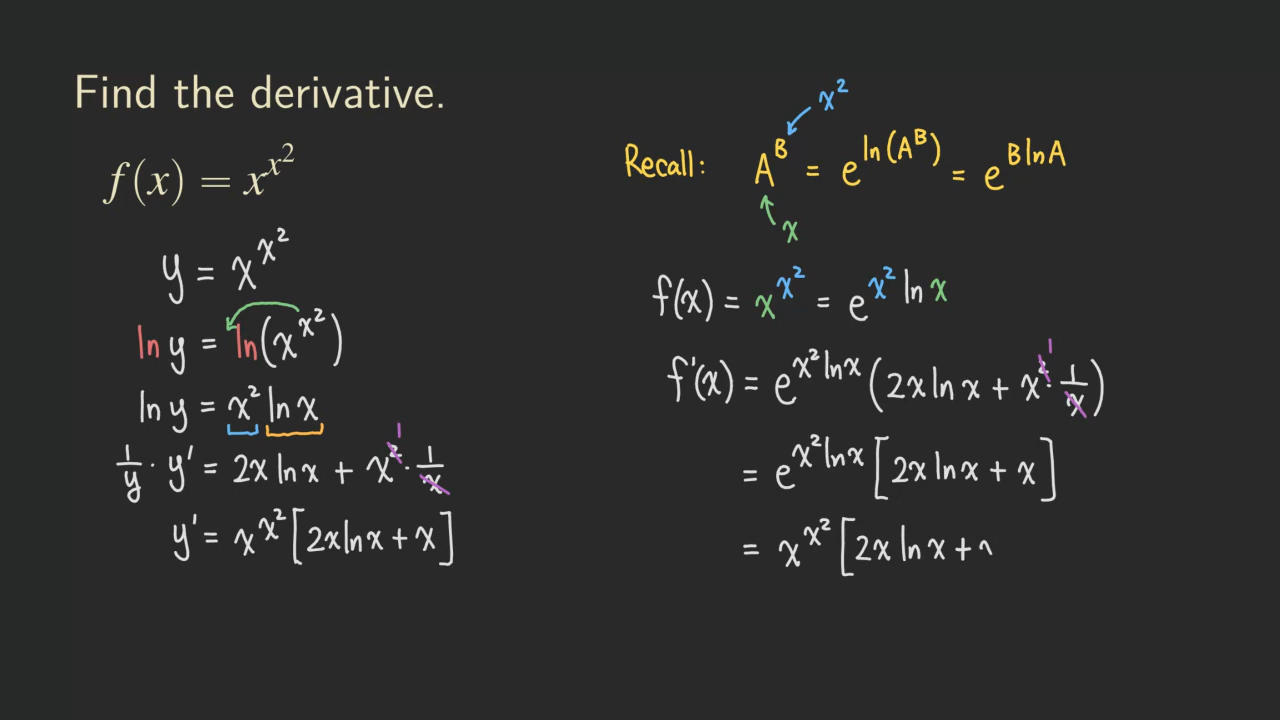 Find the derivative.
f(x) = x^{x^2}
y = x^{x^2}
ln y = ln(x^{x^2})
ln y = x^2 ln x
1/y · y' = 2x ln x + x^2 · 1/x
1
y' = x^{x^2} [2x ln x + x]
x^2
Recall: A^B = e^{ln(A^B)} = e^{B ln A}
x
f(x) = x^{x^2} = e^{x^2 ln x}
f'(x) = e^{x^2 ln x} (2x ln x + x^2 · 1/x)
1
= e^{x^2 ln x} [2x ln x + x]
= x^{x^2} [2x ln x +